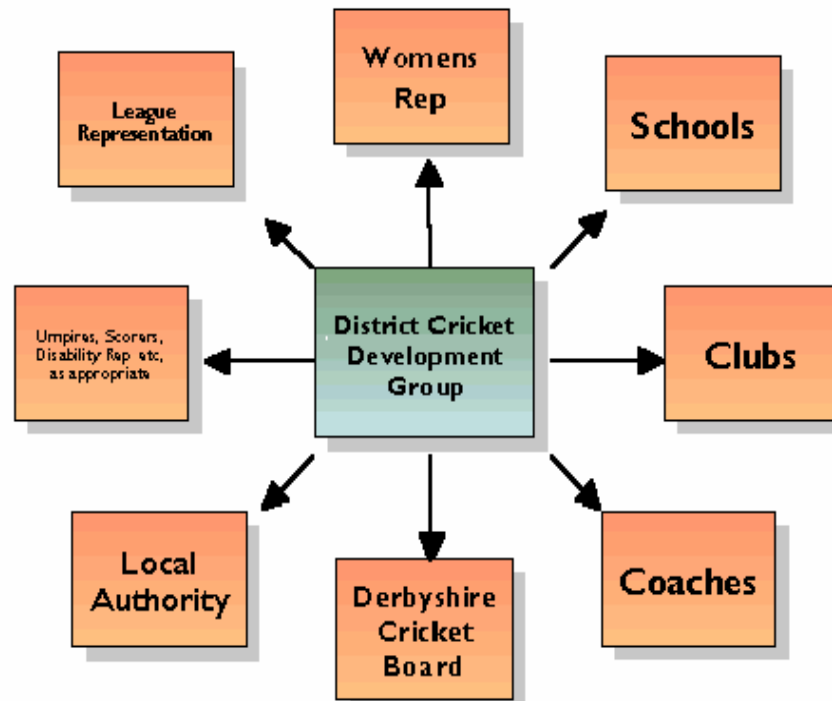 Womens
Rep
League
Representation
Schools
District Cricket
Development
Group
Umpires, Scorers,
Disability Rep etc,
as appropriate
Clubs
Local
Authority
Derbyshire
Cricket
Board
Coaches